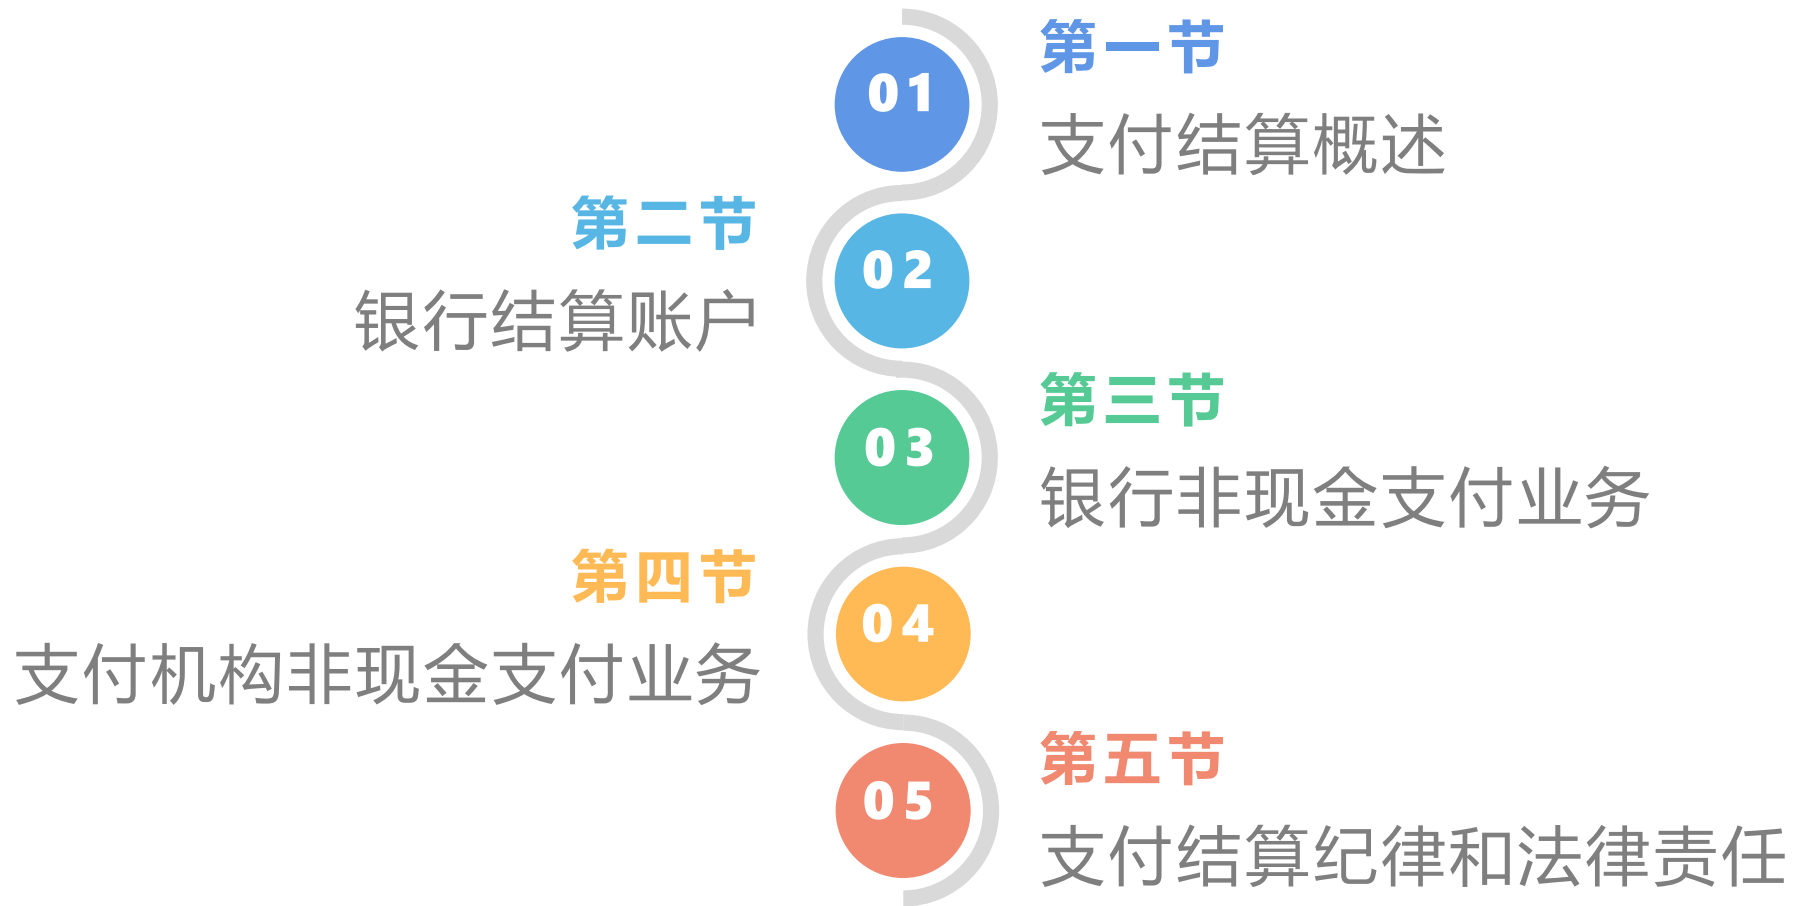 01
第一节
支付结算概述
第二节
02
银行结算账户
03
第三节
银行非现金支付业务
第四节
04
支付机构非现金支付业务
05
第五节
支付结算纪律和法律责任